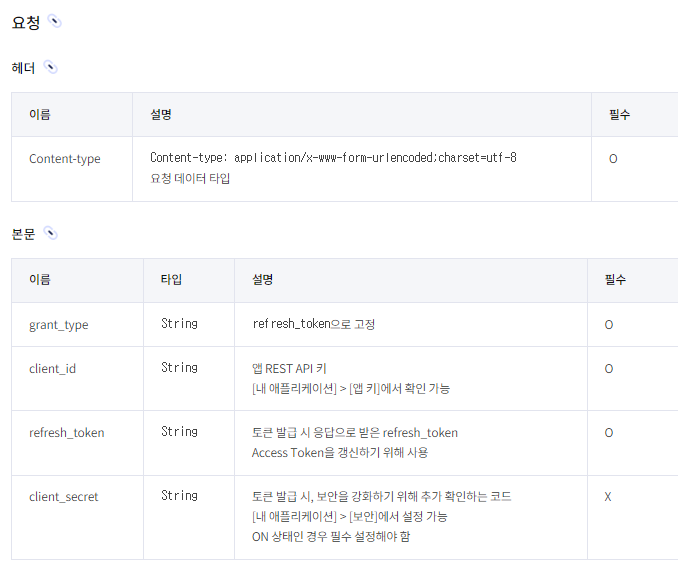 요청
헤더
이름 설명 필수
Content-type Content-type: application/x-www-form-urlencoded;charset=utf-8 O
요청 데이터 타입
본문
이름 타입 설명 필수
grant_type String refresh_token으로 고정 O
client_id String 앱 REST API 키 O
[내 애플리케이션] > [앱 키]에서 확인 가능
refresh_token String 토큰 발급 시 응답으로 받은 refresh_token O
Access Token을 갱신하기 위해 사용
client_secret String 토큰 발급 시, 보안을 강화하기 위해 추가 확인하는 코드 X
[내 애플리케이션] > [보안]에서 설정 가능
ON 상태인 경우 필수 설정해야 함